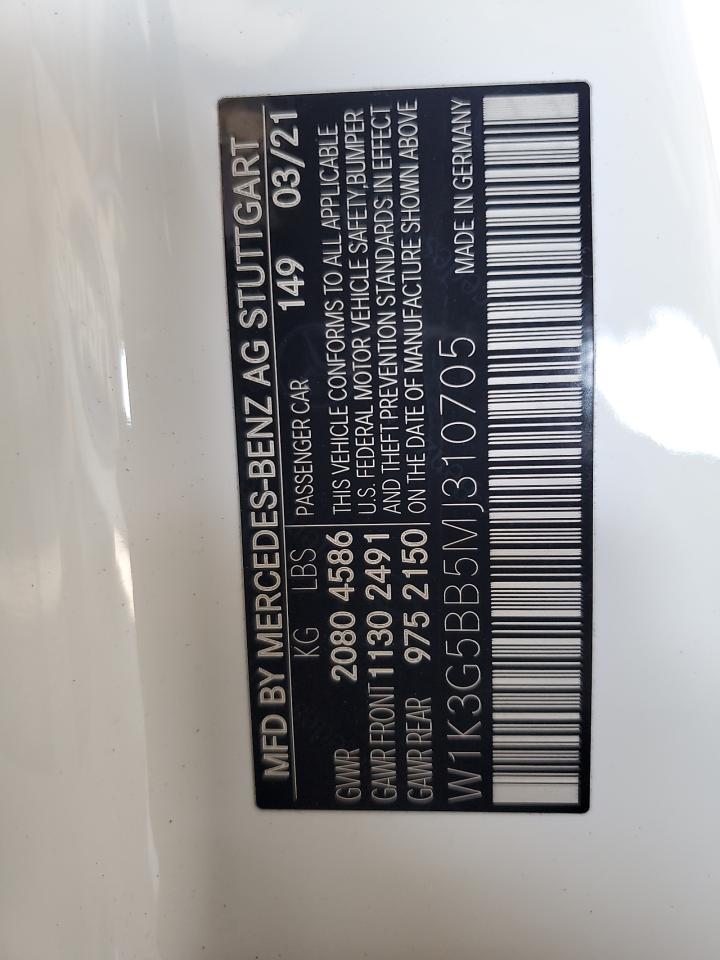 MFD BY MERCEDES-BENZ AG STUTTGART
KG LBS PASSENGER CAR 149 03/21
GVWR 2080 4586 THIS VEHICLE CONFORMS TO ALL APPLICABLE
GAWR FRONT 1130 2491 U.S. FEDERAL MOTOR VEHICLE SAFETY,BUMPER
AND THEFT PREVENTION STANDARDS IN EFFECT
GAWR REAR 975 2150 ON THE DATE OF MANUFACTURE SHOWN ABOVE
W1K3G5BB5MJ310705 MADE IN GERMANY